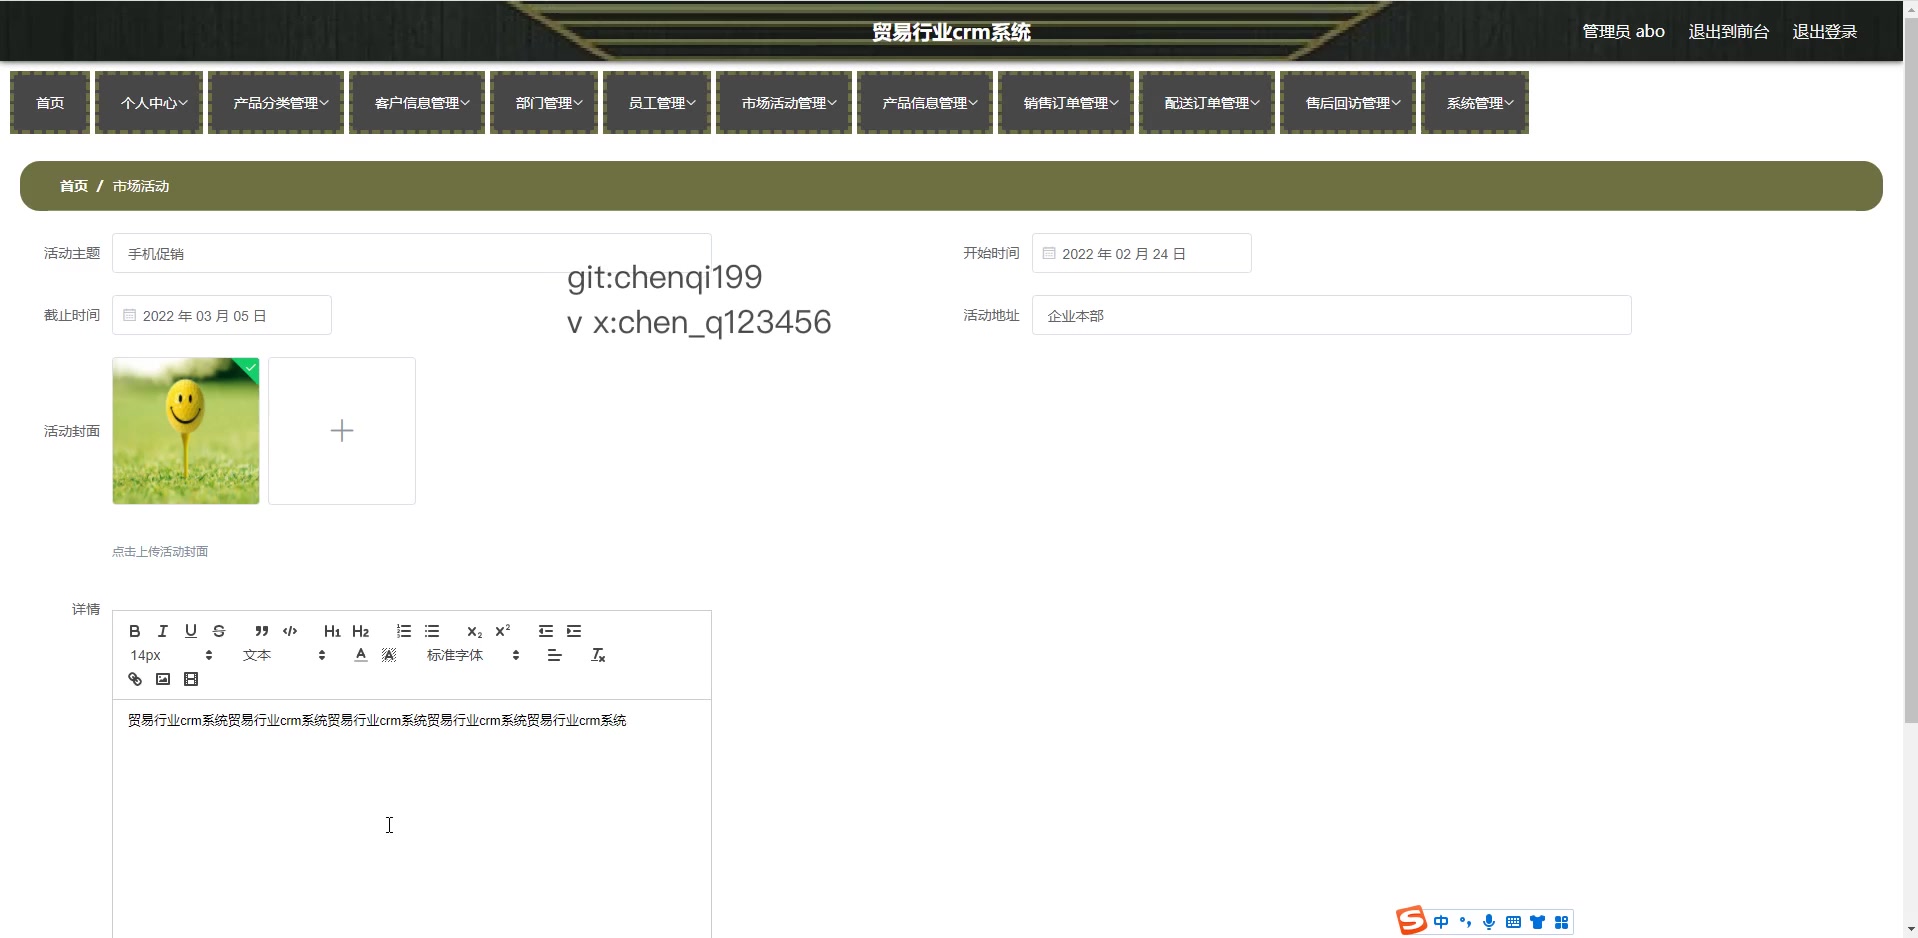 贸易行业crm系统
管理员 abo 退出到前台 退出登录
首页 个人中心 产品分类管理 客户信息管理 部门管理 员工管理 市场活动管理 产品信息管理 销售订单管理 配送订单管理 售后回访管理 系统管理
首页 / 市场活动
活动主题 手机促销 开始时间 2022 年 02 月 24 日
git:chenqi199
截止时间 2022 年 03 月 05 日 活动地址 企业本部
v x:chen_q123456
活动封面
点击上传活动封面
详情
B I U S H1 H2 x2 x2
14px 文本 A A 标准字体 Tx
贸易行业crm系统贸易行业crm系统贸易行业crm系统贸易行业crm系统贸易行业crm系统
S 中